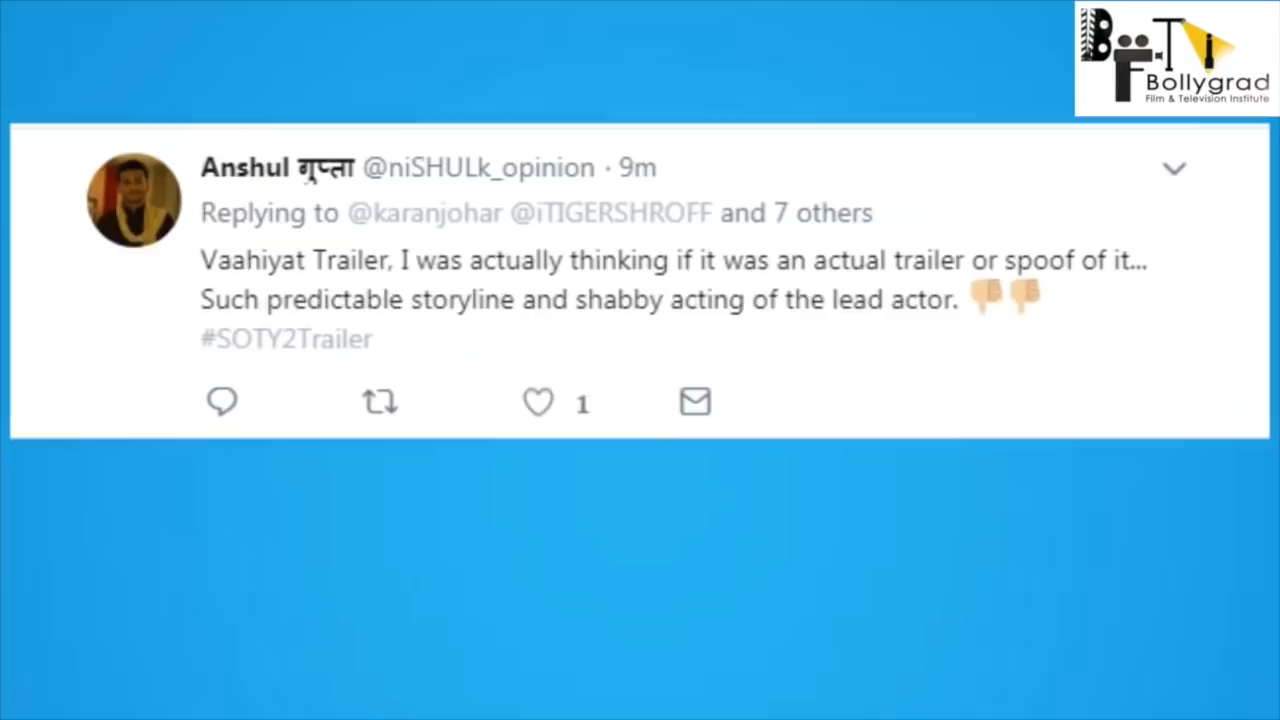 BFTi
Bollygrad
Film & Television Institute
Anshul गुप्ता @niSHULk_opinion · 9m
Replying to @karanjohar @iTIGERSHROFF and 7 others
Vaahiyat Trailer, I was actually thinking if it was an actual trailer or spoof of it...
Such predictable storyline and shabby acting of the lead actor. 👎🏼👎🏼
#SOTY2Trailer
1